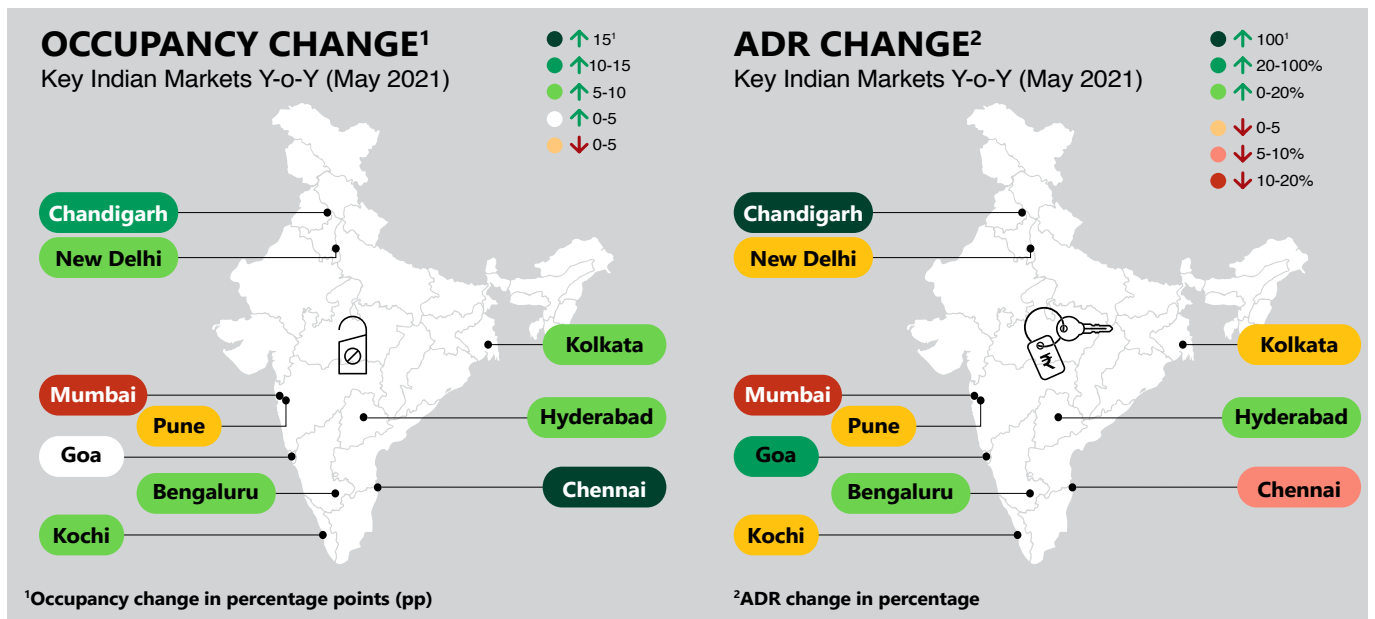 OCCUPANCY CHANGE¹
Key Indian Markets Y-o-Y (May 2021)
↑ 15¹
↑ 10-15
↑ 5-10
↑ 0-5
↓ 0-5
Chandigarh
New Delhi
Kolkata
Mumbai
Pune
Hyderabad
Goa
Bengaluru
Chennai
Kochi
¹Occupancy change in percentage points (pp)
ADR CHANGE²
Key Indian Markets Y-o-Y (May 2021)
↑ 100¹
↑ 20-100%
↑ 0-20%
↓ 0-5
↓ 5-10%
↓ 10-20%
Chandigarh
New Delhi
₹
Kolkata
Mumbai
Pune
Hyderabad
Goa
Bengaluru
Chennai
Kochi
²ADR change in percentage